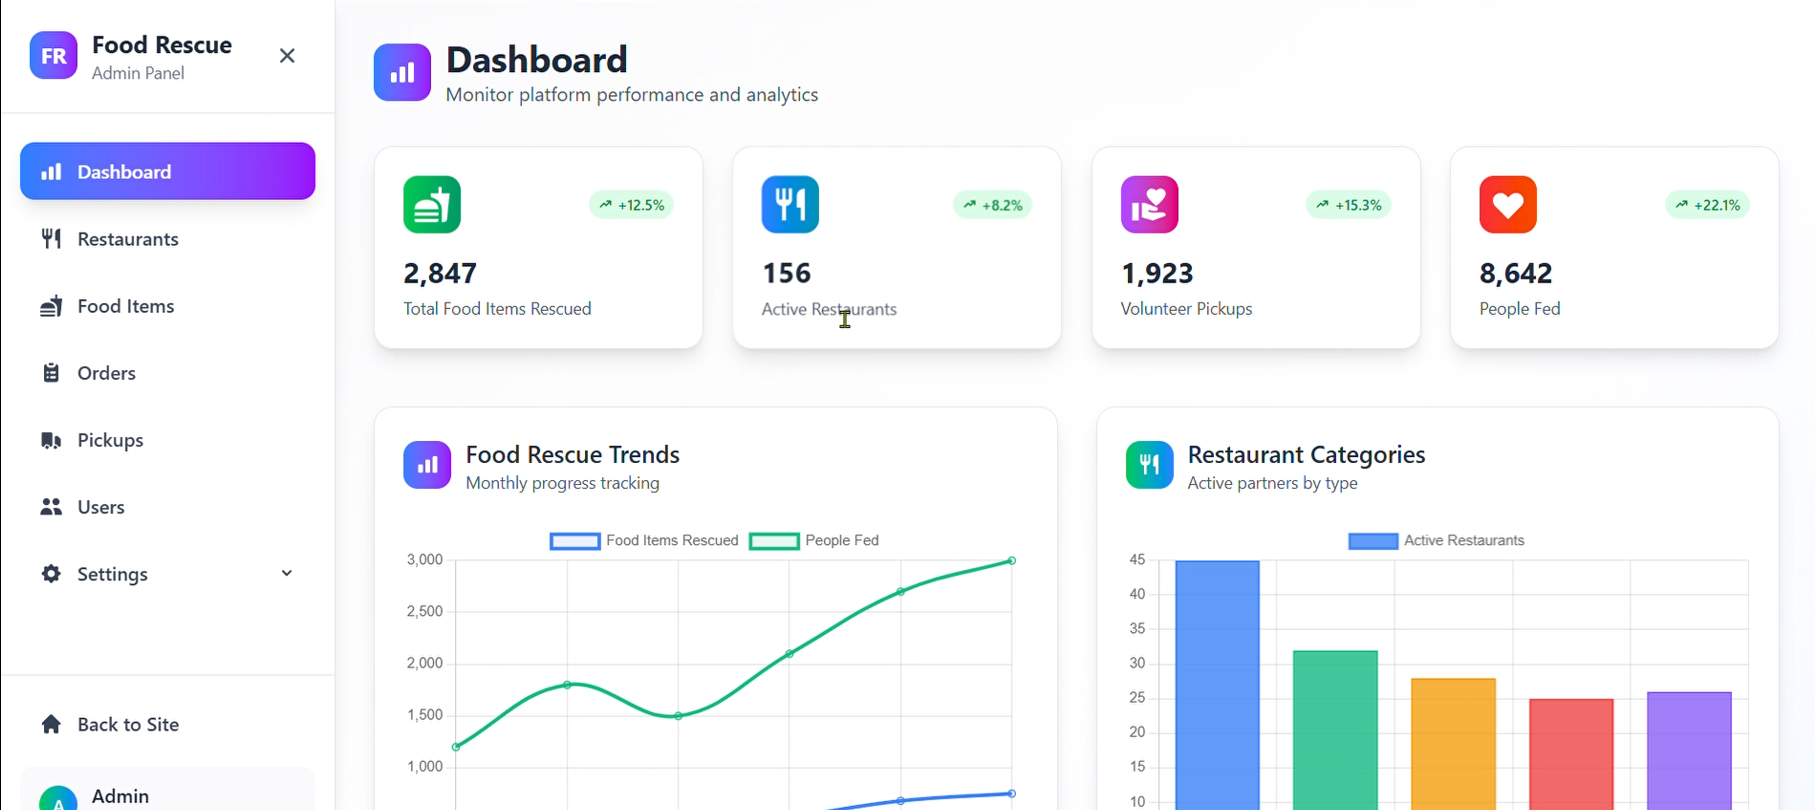 FR
Food Rescue
Admin Panel
Dashboard
Restaurants
Food Items
Orders
Pickups
Users
Settings
Back to Site
A
Admin
Dashboard
Monitor platform performance and analytics
+12.5%
2,847
Total Food Items Rescued
+8.2%
156
Active Restaurants
+15.3%
1,923
Volunteer Pickups
+22.1%
8,642
People Fed
Food Rescue Trends
Monthly progress tracking
Food Items Rescued People Fed
3,000
2,500
2,000
1,500
1,000
Restaurant Categories
Active partners by type
Active Restaurants
45
40
35
30
25
20
15
10